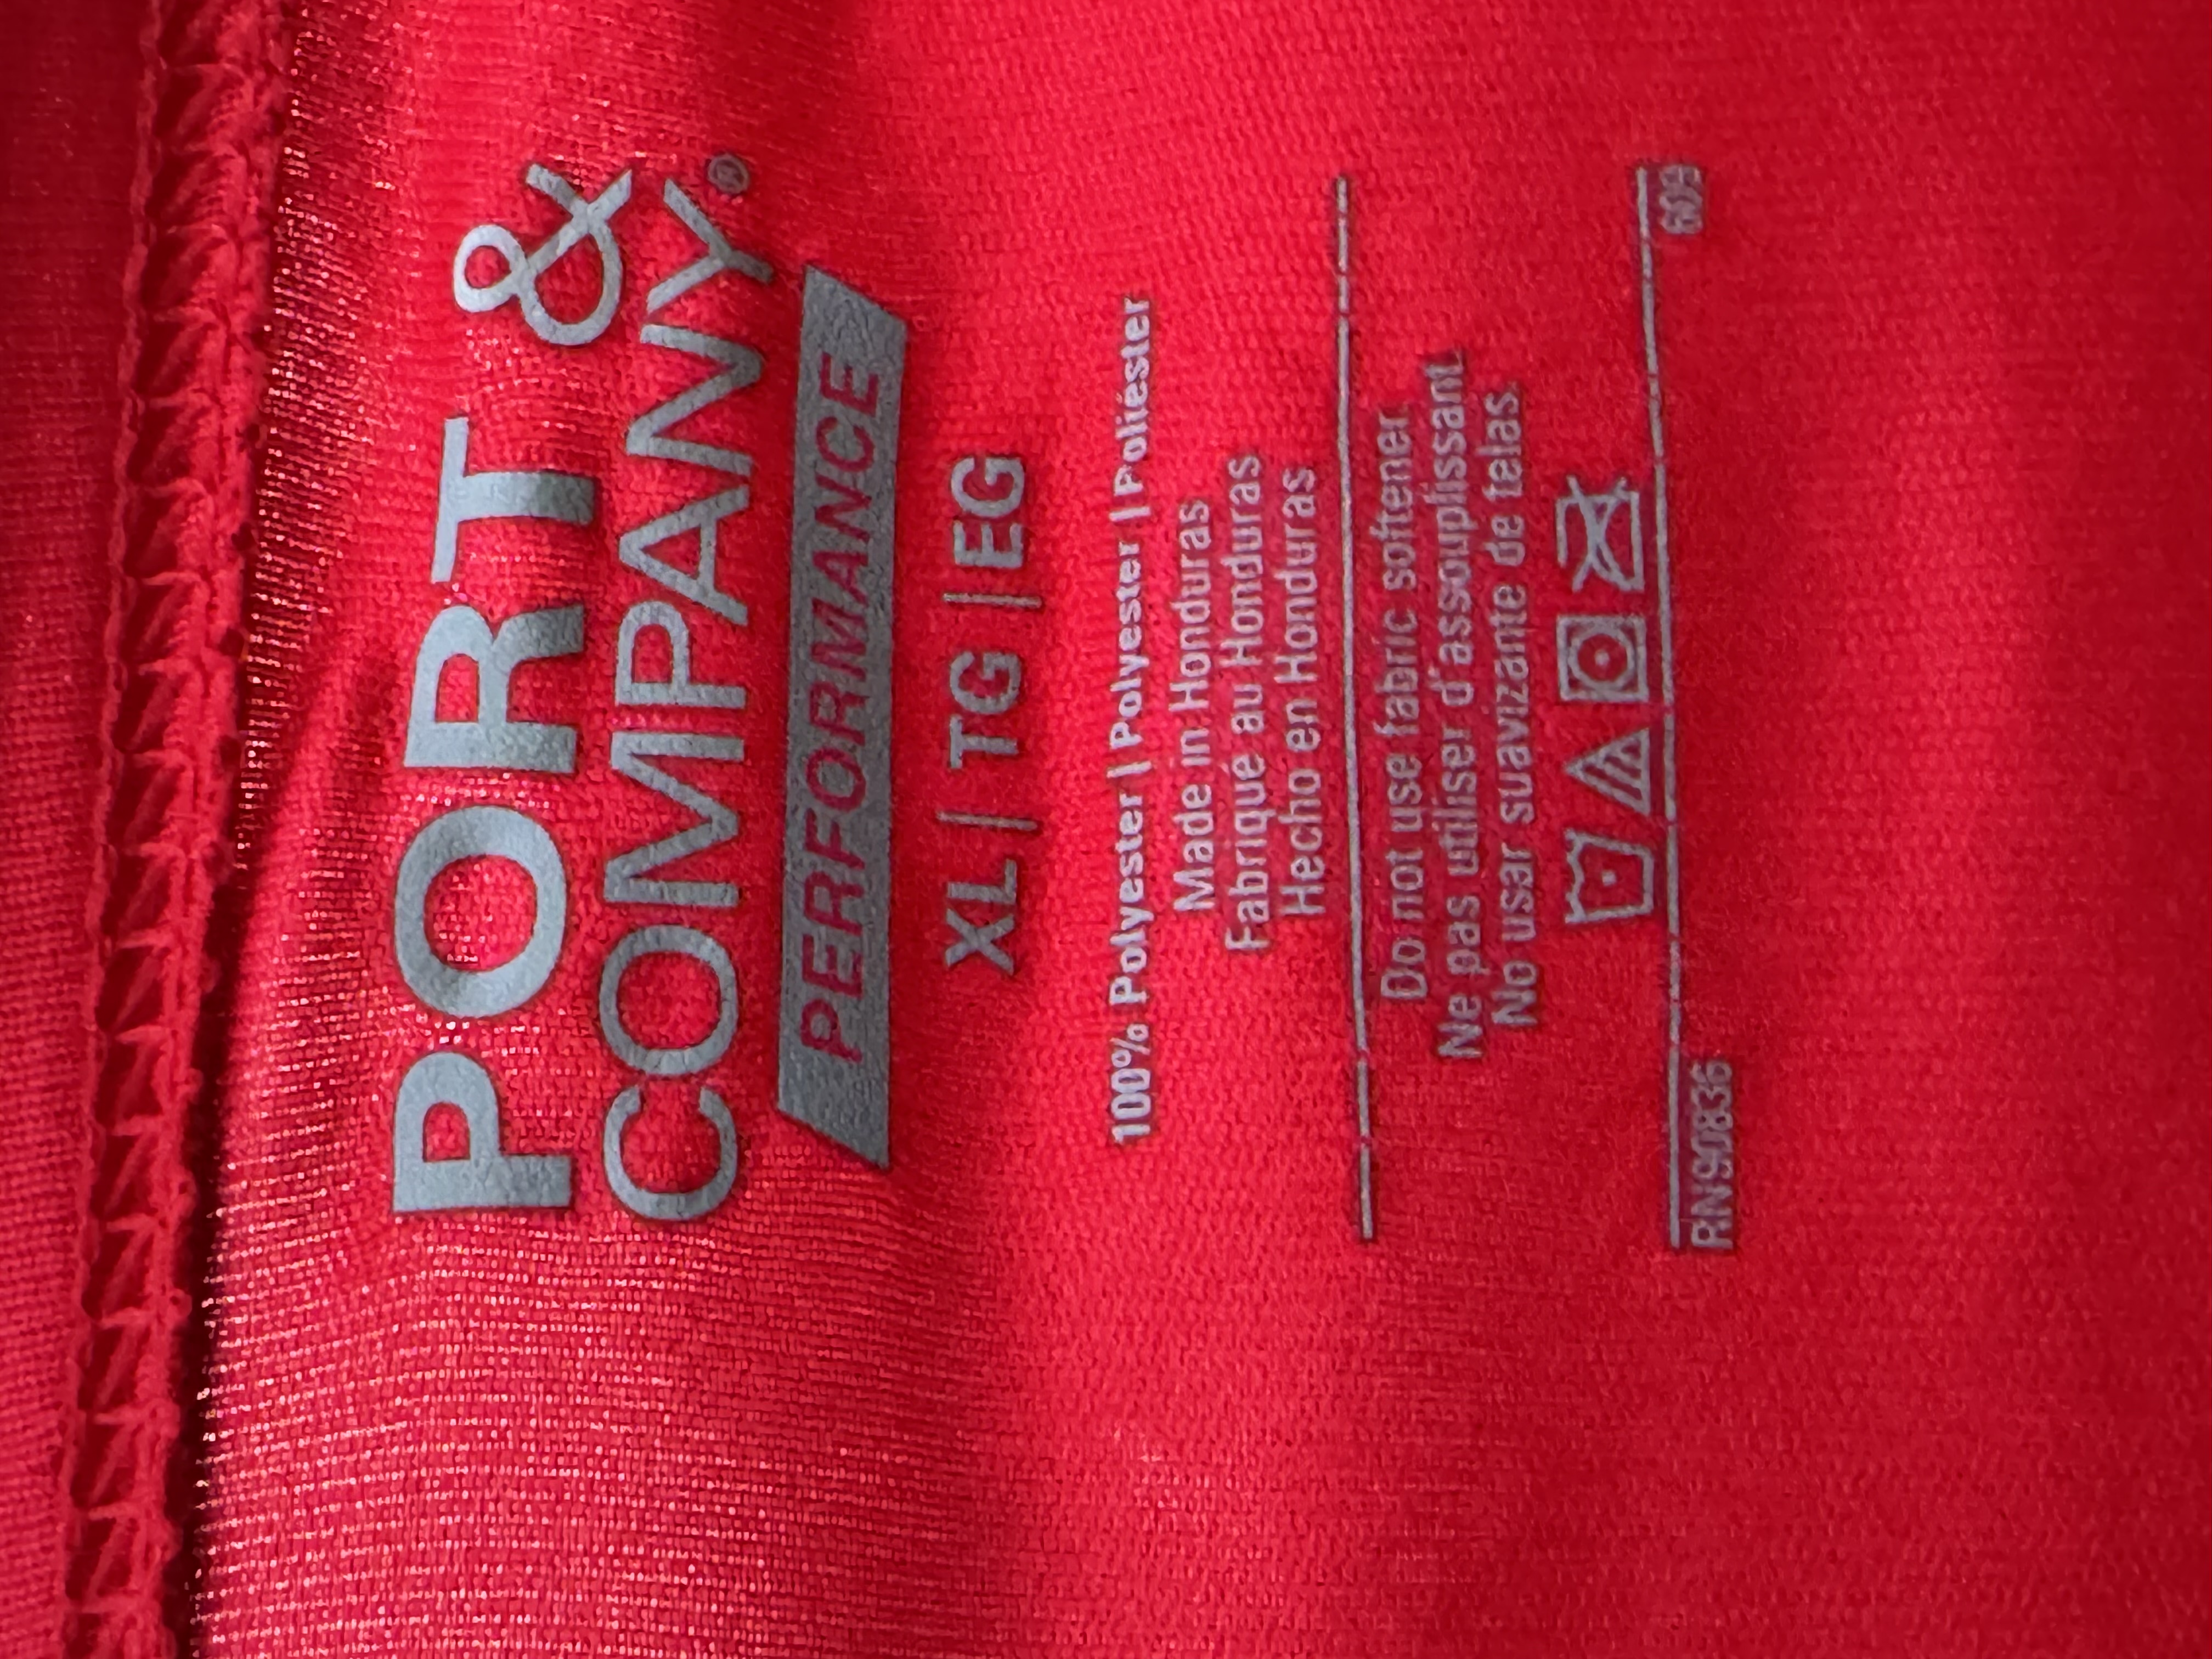 PORT &
COMPANY®
PERFORMANCE
XL | TG | EG
100% Polyester | Polyester | Poliéster
Made in Honduras
Fabriqué au Honduras
Hecho en Honduras
Do not use fabric softener
Ne pas utiliser d'assouplissant
No usar suavizante de telas
RN90836 609